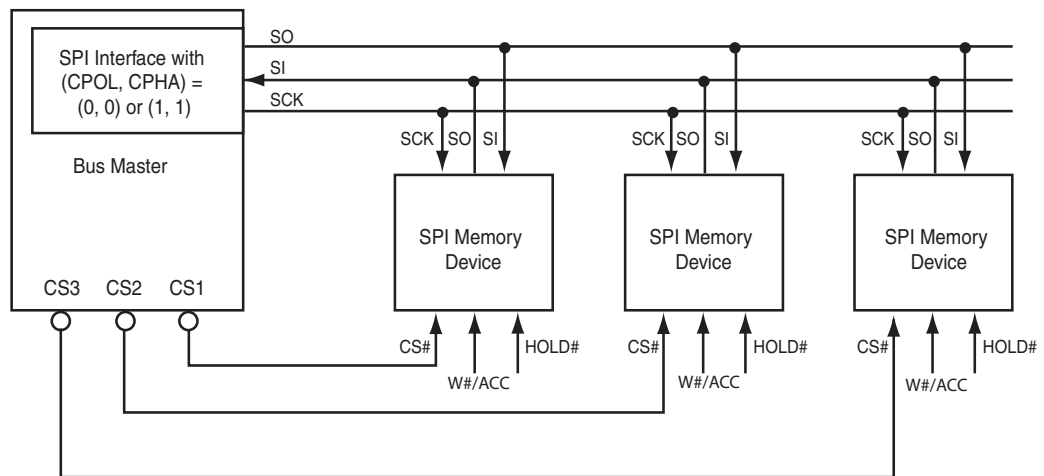 SO
SI
SCK
SPI Interface with
(CPOL, CPHA) =
(0, 0) or (1, 1)
Bus Master
CS3 CS2 CS1
SCK SO SI
SCK SO SI
SCK SO SI
SPI Memory
Device
SPI Memory
Device
SPI Memory
Device
CS# HOLD#
W#/ACC
CS# HOLD#
W#/ACC
CS# HOLD#
W#/ACC